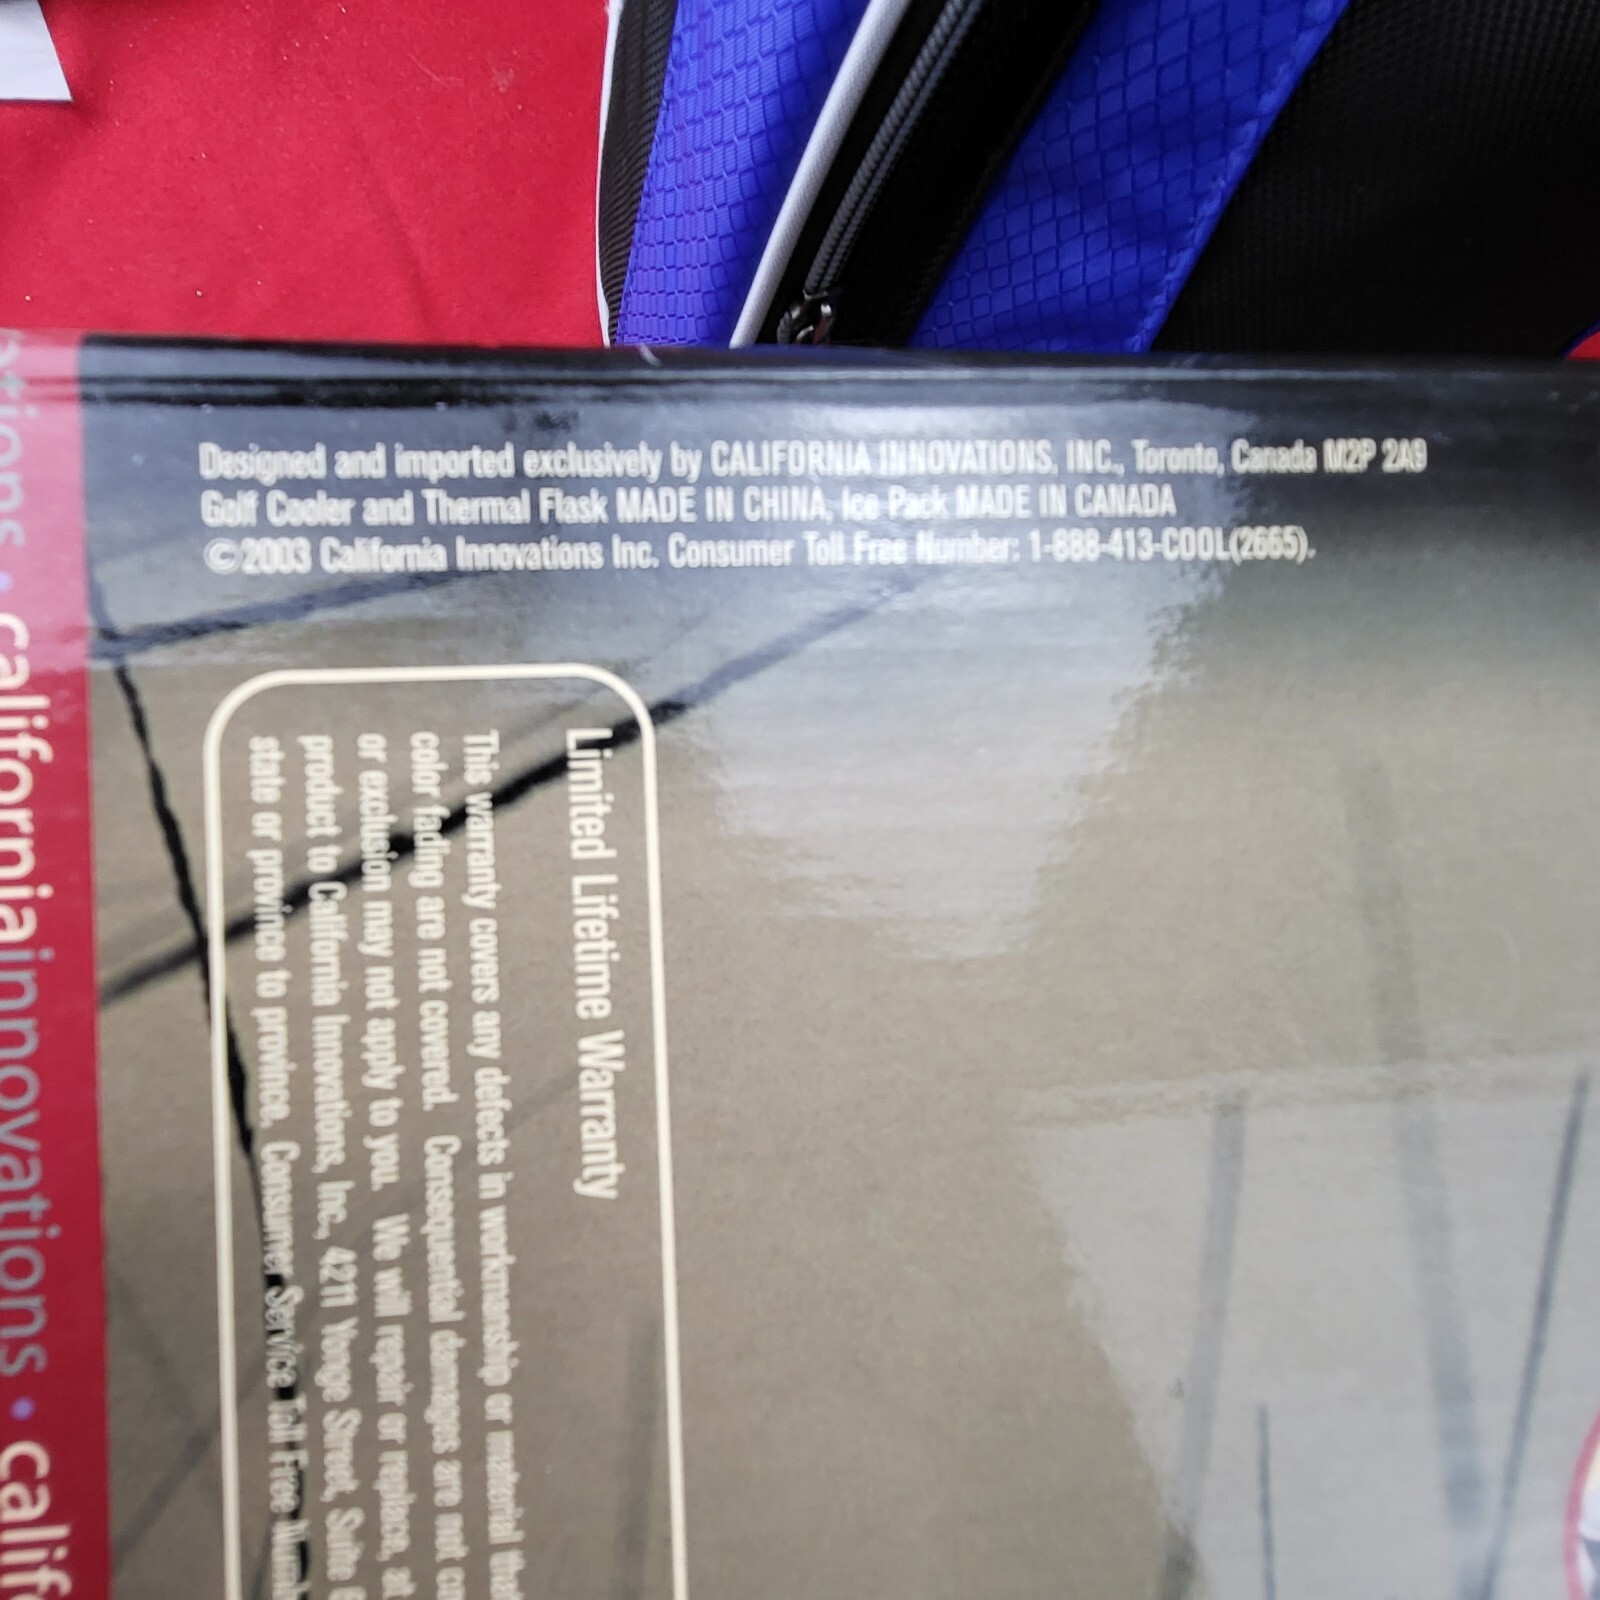 Designed and imported exclusively by CALIFORNIA INNOVATIONS, INC., Toronto, Canada M2P 2A9
Golf Cooler and Thermal Flask MADE IN CHINA, Ice Pack MADE IN CANADA
©2003 California Innovations Inc. Consumer Toll Free Number: 1-888-413-COOL(2665).
Limited Lifetime Warranty
This warranty covers any defects in workmanship or material that
color fading are not covered. Consequential damages are not
or exclusion may not apply to you. We will repair or replace, at
product to California Innovations, Inc., 4211 Yonge Street, Suite
state or province to province. Consumer Service Toll Free
ations • californiainnovations • calif